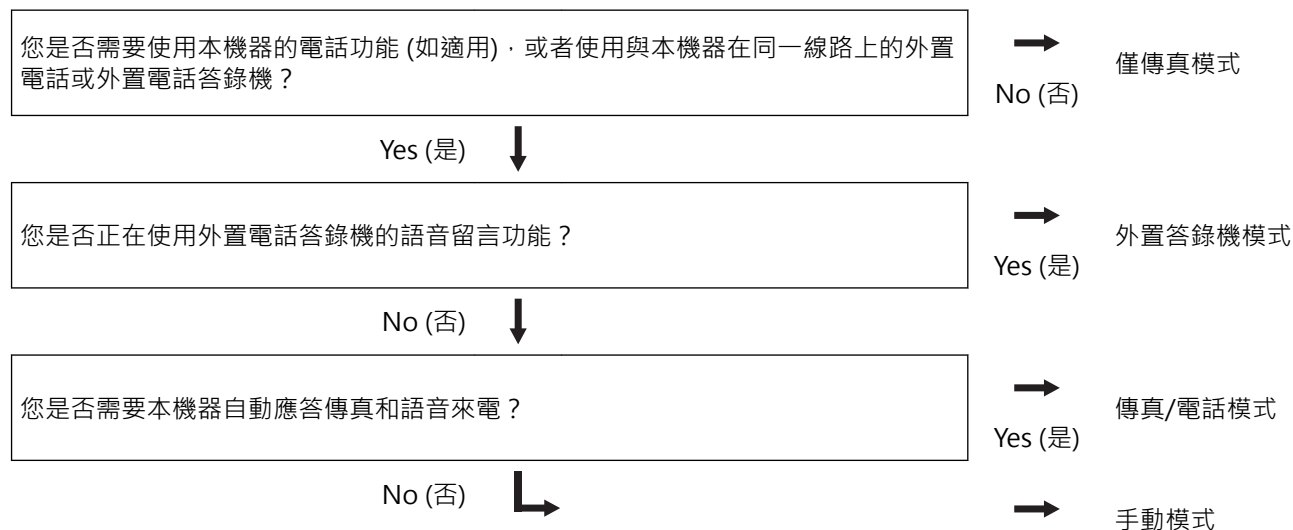 您是否需要使用本機器的電話功能 (如適用)，或者使用與本機器在同一線路上的外置
電話或外置電話答錄機？
No (否)
僅傳真模式
Yes (是)
您是否正在使用外置電話答錄機的語音留言功能？
Yes (是)
外置答錄機模式
No (否)
您是否需要本機器自動應答傳真和語音來電？
Yes (是)
傳真/電話模式
No (否)
手動模式